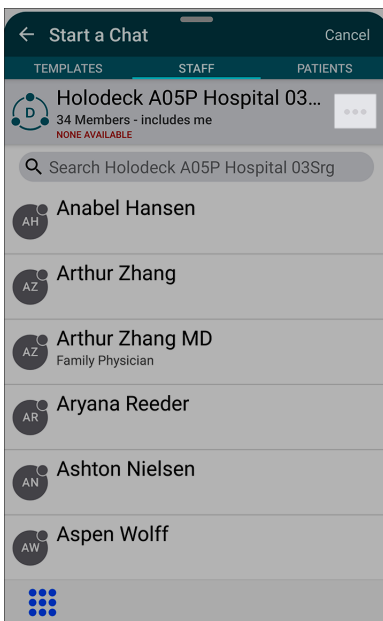 Start a Chat
Cancel
TEMPLATES
STAFF
PATIENTS
D
Holodeck A05P Hospital 03...
34 Members - includes me
NONE AVAILABLE
Search Holodeck A05P Hospital 03Srg
AH
Anabel Hansen
AZ
Arthur Zhang
AZ
Arthur Zhang MD
Family Physician
AR
Aryana Reeder
AN
Ashton Nielsen
AW
Aspen Wolff